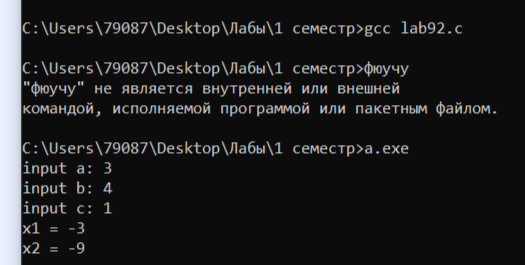 C:\Users\79087\Desktop\Лабы\1 семестр>gcc lab92.c
C:\Users\79087\Desktop\Лабы\1 семестр>фюучу
"фюучу" не является внутренней или внешней
командой, исполняемой программой или пакетным файлом.
C:\Users\79087\Desktop\Лабы\1 семестр>a.exe
input a: 3
input b: 4
input c: 1
x1 = -3
x2 = -9